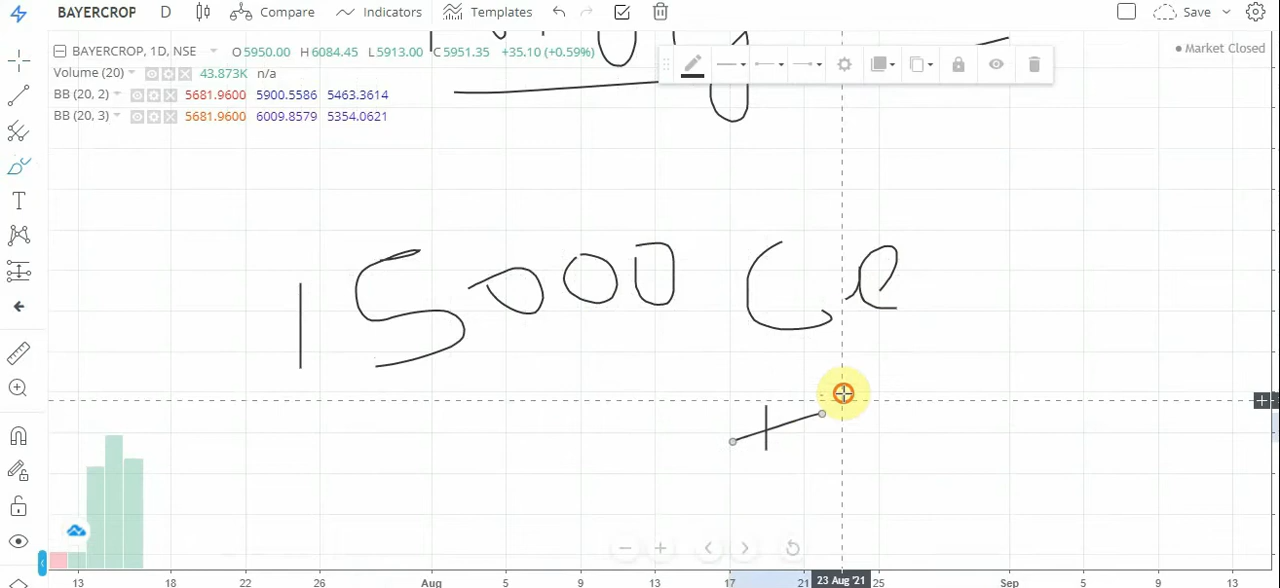 BAYERCROP D Compare Indicators Templates Save
BAYERCROP, 1D, NSE O5950.00 H6084.45 L5913.00 C5951.35 +35.10 (+0.59%)
Market Closed
Volume (20) 43.873K n/a
BB (20, 2) 5681.9600 5900.5586 5463.3614
BB (20, 3) 5681.9600 6009.8579 5354.0621
15000 Ce
+
13 18 22 26 Aug 5 9 13 17 21 23 Aug '21 25 Sep 5 9 13